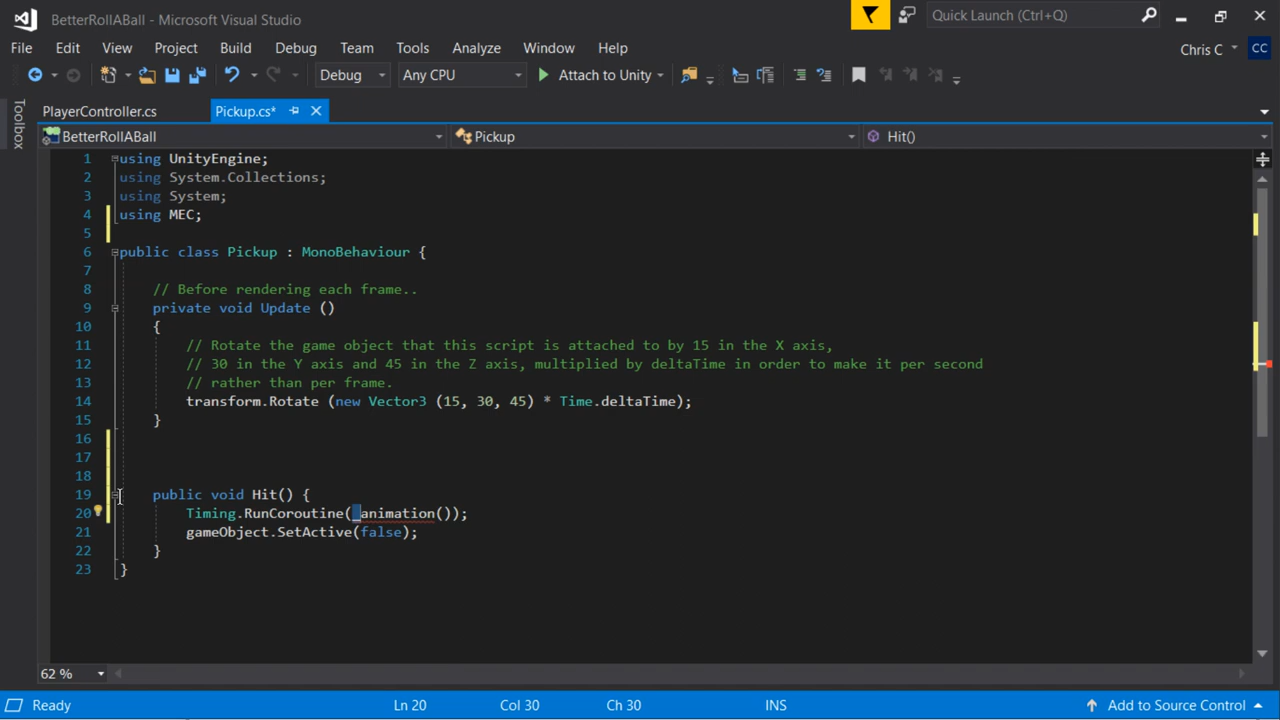 BetterRollABall - Microsoft Visual Studio
Quick Launch (Ctrl+Q)
File Edit View Project Build Debug Team Tools Analyze Window Help
Chris C CC
Debug Any CPU Attach to Unity
Toolbox
PlayerController.cs Pickup.cs*
BetterRollABall Pickup Hit()
1 using UnityEngine;
2 using System.Collections;
3 using System;
4 using MEC;
5
6 public class Pickup : MonoBehaviour {
7
8 // Before rendering each frame..
9 private void Update ()
10 {
11 // Rotate the game object that this script is attached to by 15 in the X axis,
12 // 30 in the Y axis and 45 in the Z axis, multiplied by deltaTime in order to make it per second
13 // rather than per frame.
14 transform.Rotate (new Vector3 (15, 30, 45) * Time.deltaTime);
15 }
16
17
18
19 public void Hit() {
20 Timing.RunCoroutine(_animation());
21 gameObject.SetActive(false);
22 }
23 }
62 %
Ready Ln 20 Col 30 Ch 30 INS Add to Source Control